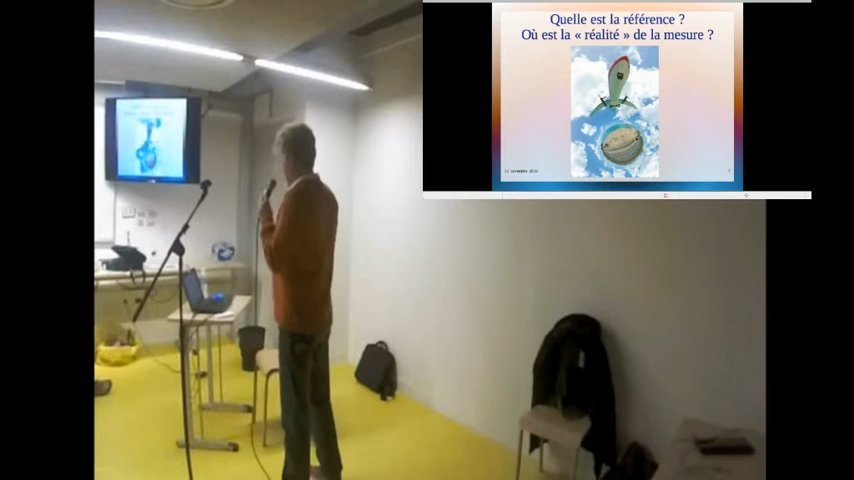 Quelle est la référence ?
Où est la « réalité » de la mesure ?